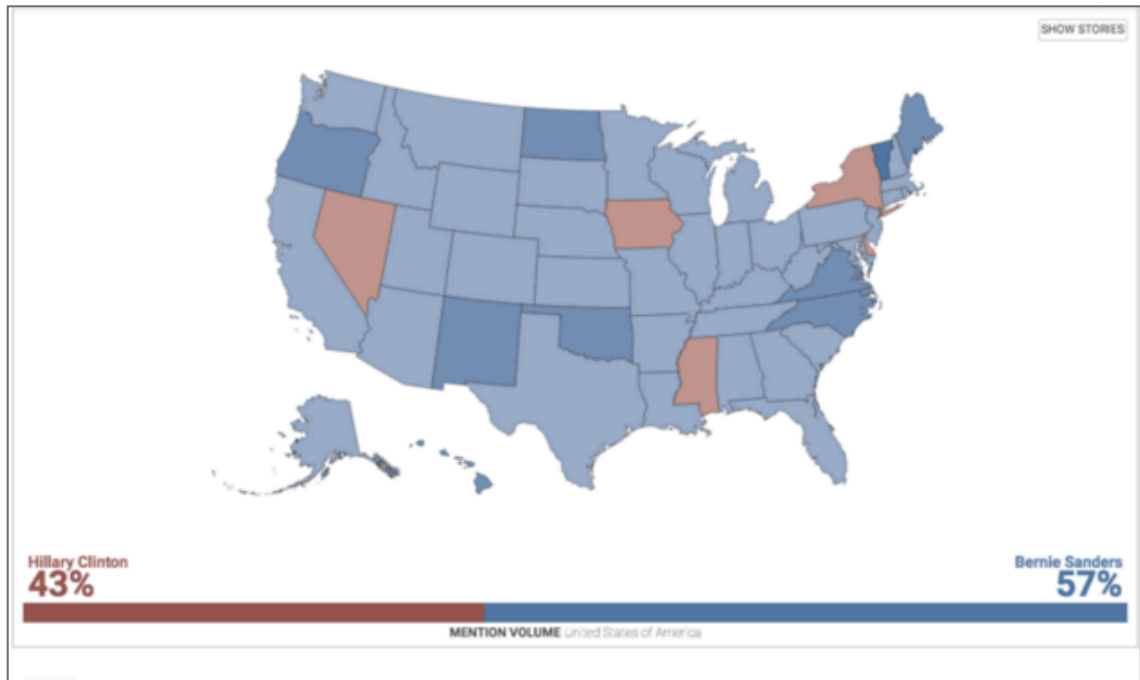 SHOW STORIES
Hillary Clinton
43%
Bernie Sanders
57%
MENTION VOLUME United States of America